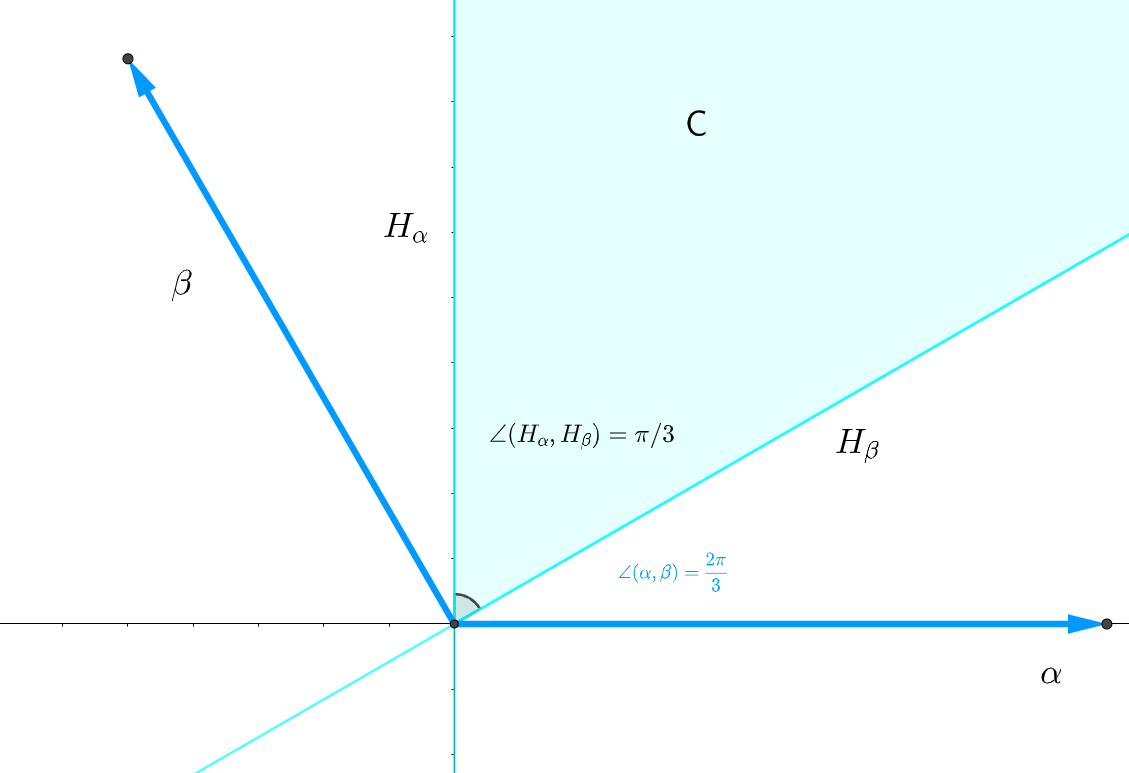 C
H_α
β
∠(H_α, H_β) = π/3
H_β
∠(α, β) = 2π/3
α